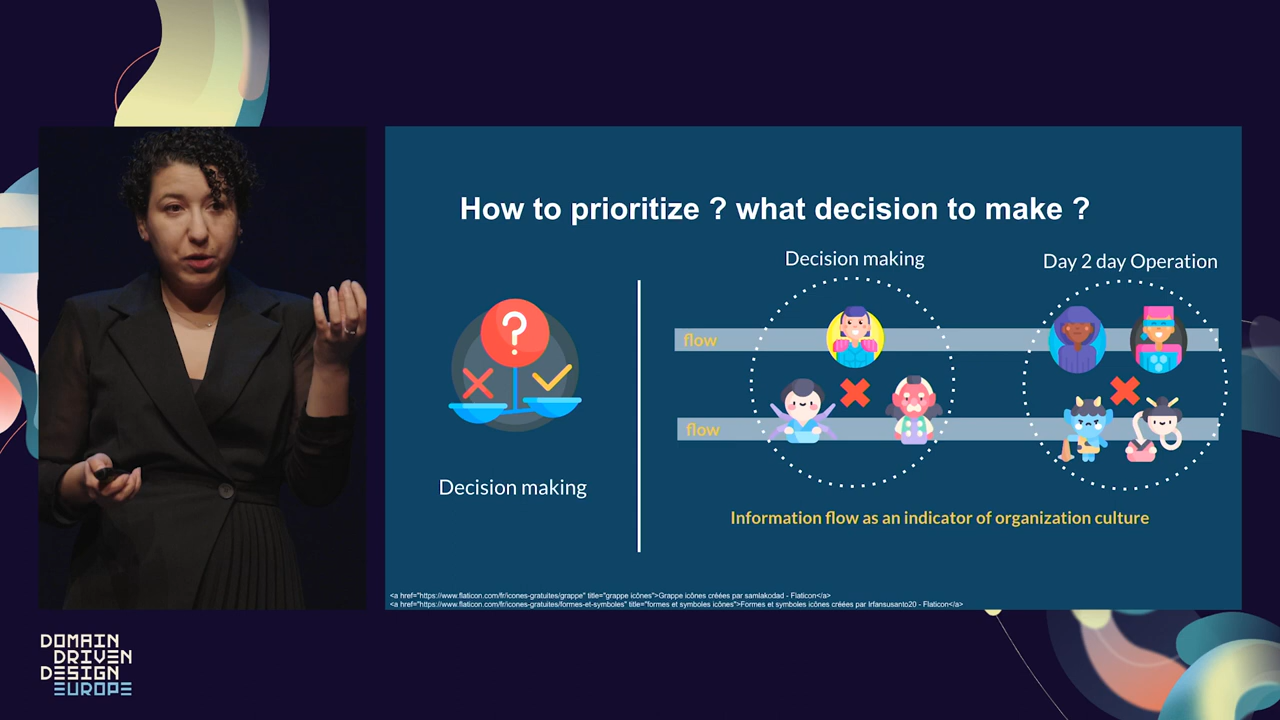 How to prioritize ? what decision to make ?
Decision making
Day 2 day Operation
?
flow
flow
Decision making
Information flow as an indicator of organization culture
<a href="https://www.flaticon.com/fr/icones-gratuites/grappe" title="grappe icônes">Grappe icônes créées par samlakodad - Flaticon</a>
<a href="https://www.flaticon.com/fr/icones-gratuites/formes-et-symboles" title="formes et symboles icônes">Formes et symboles icônes créées par Irfansusanto20 - Flaticon</a>
DOMAIN
DRIVEN
DESIGN
EUROPE